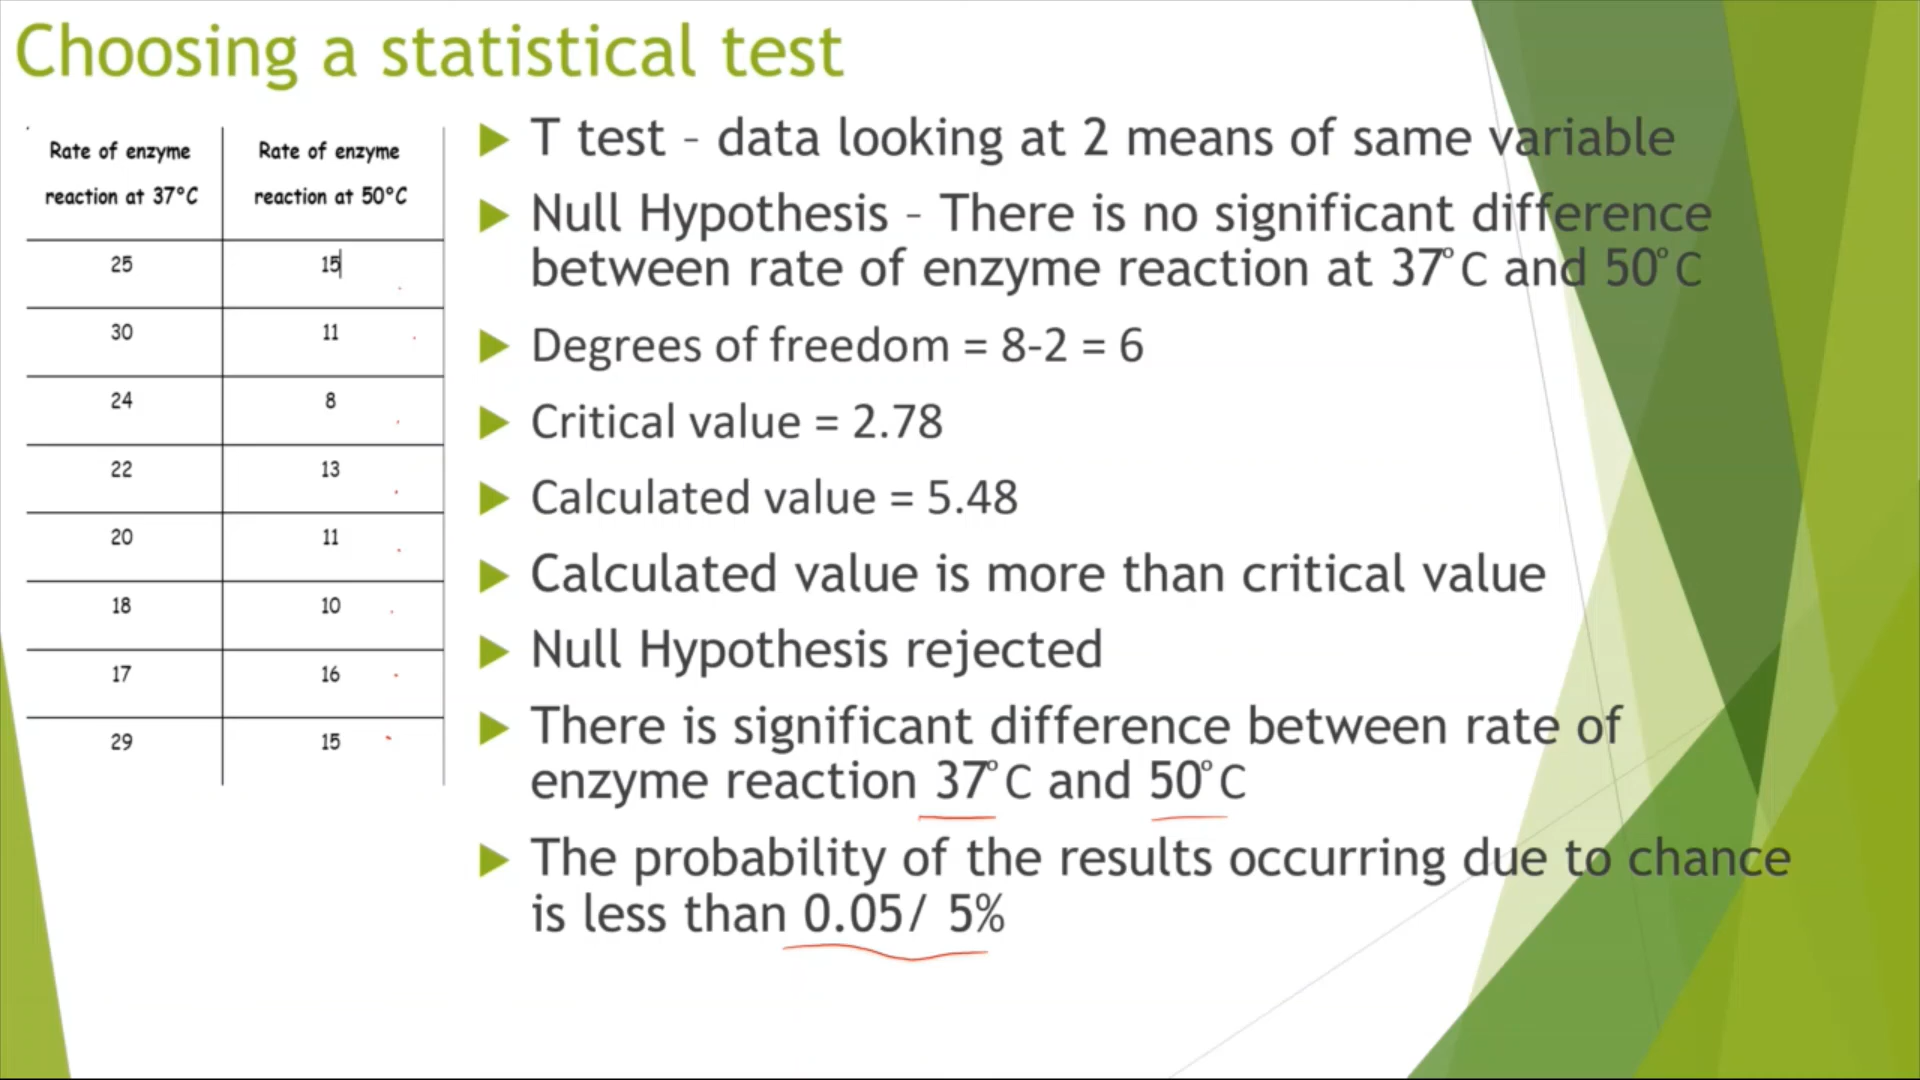 Choosing a statistical test
Rate of enzyme reaction at 37°C
Rate of enzyme reaction at 50°C
25 15
30 11
24 8
22 13
20 11
18 10
17 16
29 15
T test – data looking at 2 means of same variable
Null Hypothesis – There is no significant difference
between rate of enzyme reaction at 37°C and 50°C
Degrees of freedom = 8-2 = 6
Critical value = 2.78
Calculated value = 5.48
Calculated value is more than critical value
Null Hypothesis rejected
There is significant difference between rate of
enzyme reaction 37°C and 50°C
The probability of the results occurring due to chance
is less than 0.05/ 5%